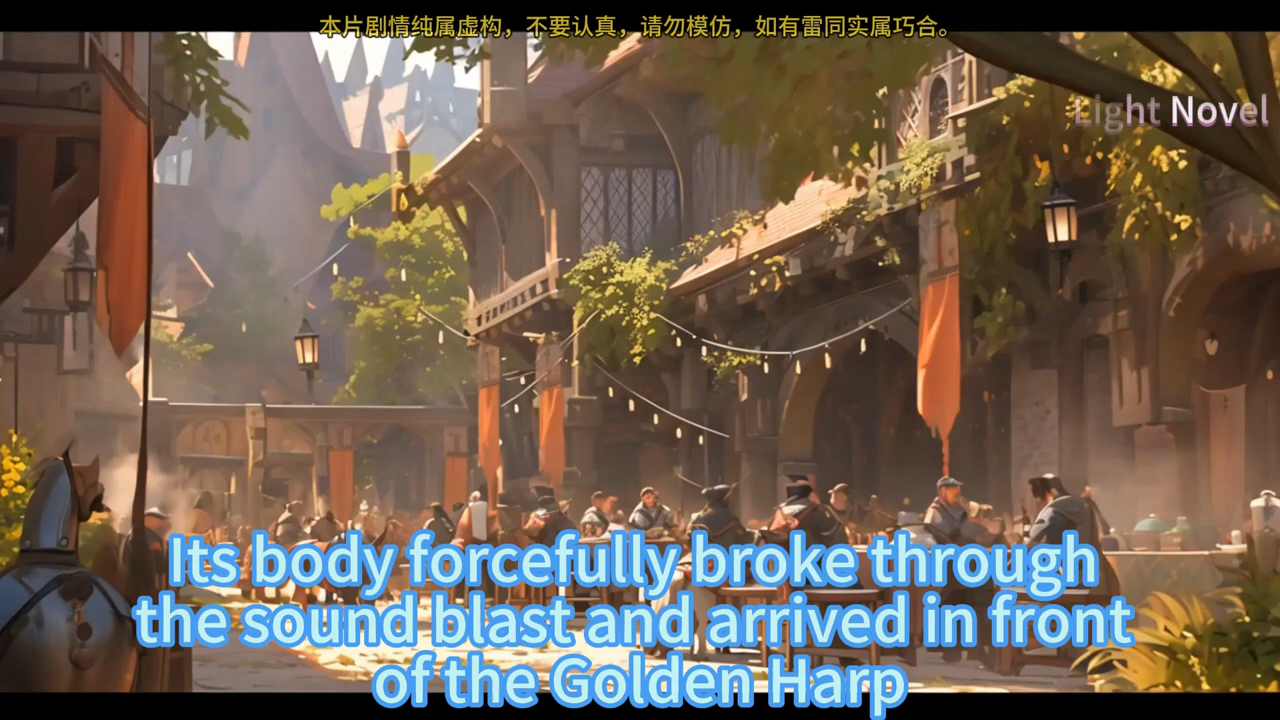 本片剧情纯属虚构，不要认真，请勿模仿，如有雷同实属巧合。
Light Novel
Its body forcefully broke through
the sound blast and arrived in front
of the Golden Harp